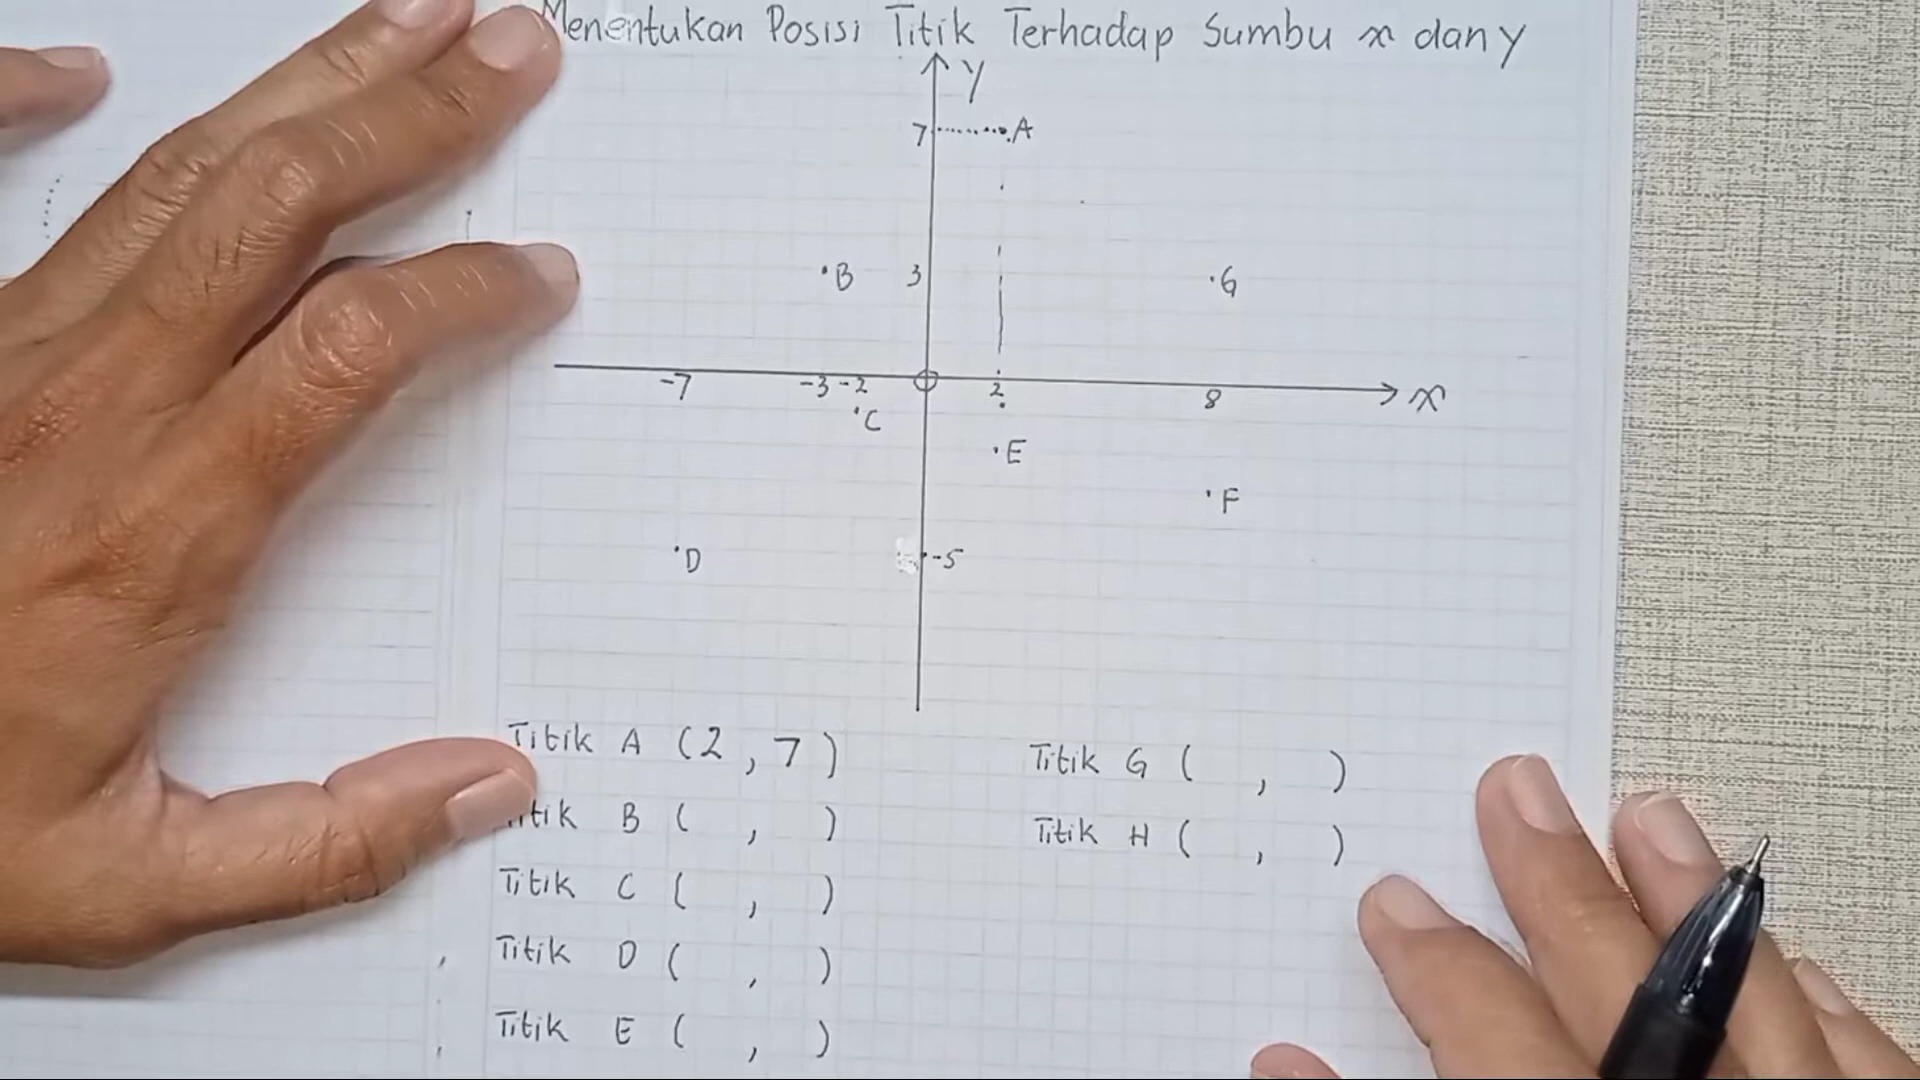 Menentukan Posisi Titik Terhadap Sumbu x dan y
Y
7 A
B 3 G
-7 -3 -2 2 8 x
C
E
F
D -5
Titik A (2 , 7 )
Titik B ( , )
Titik C ( , )
Titik D ( , )
Titik E ( , )
Titik G ( , )
Titik H ( , )